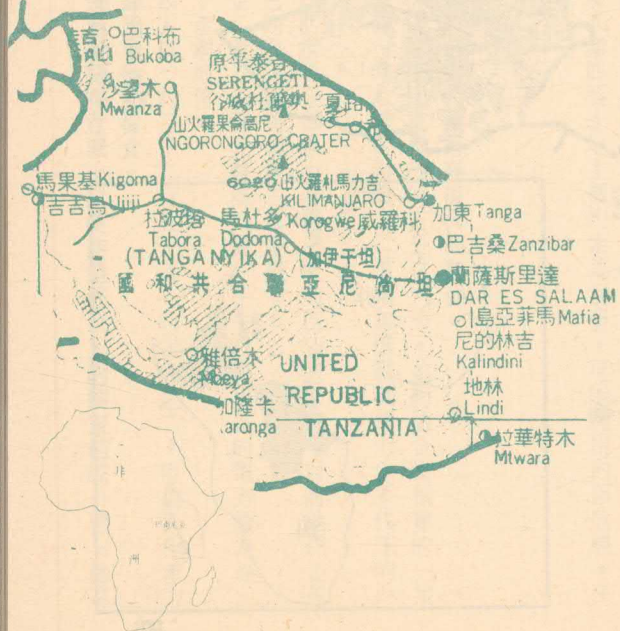 吉
巴科布
ALI Bukoba
原平泰
SERENGETI
木望沙
Mwanza
夏路
山火羅果侖高尼
NGORONGORO CRATER
6020 山火羅札馬力吉
KILIMANJARO
馬果基 Kigoma
吉吉烏 Ujiji
拉波塔
Tabora
馬杜多
Dodoma
Korogwe 威羅科
加東 Tanga
巴吉桑 Zanzibar
(TANGANYIKA) (加伊干坦)
國和共合聯亞尼尚坦
蘭薩斯里達
DAR ES SALAAM
島亞菲馬 Mafia
尼的林吉
Kalindini
雅倍木
Mbeya
UNITED
REPUBLIC
TANZANIA
加隆卡
aronga
地林
Lindi
拉華特木
Mtwara
非
洲